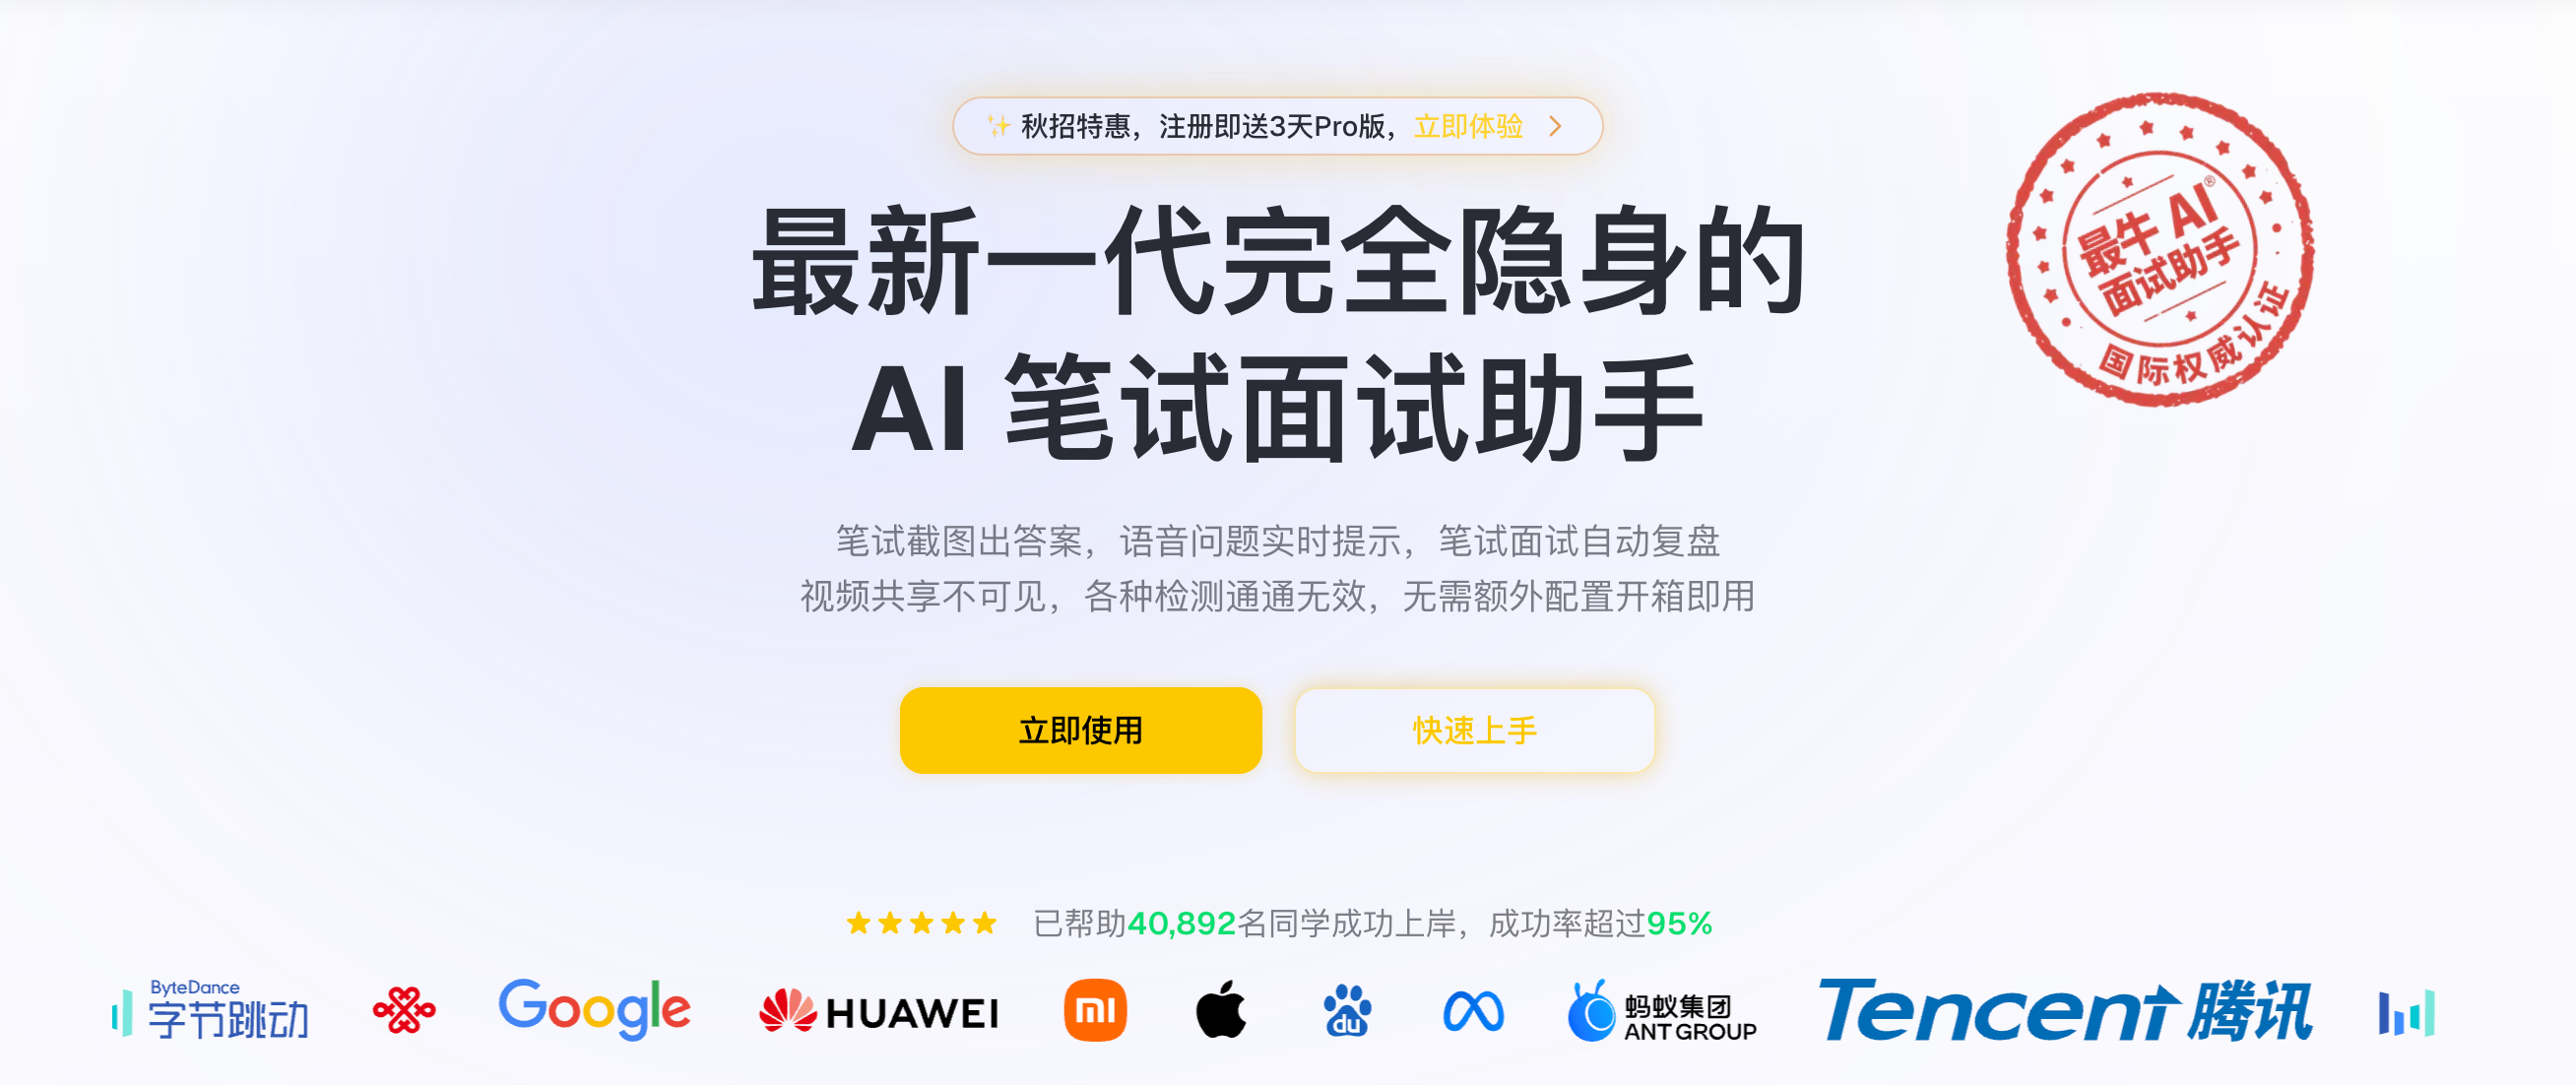 ✨ 秋招特惠，注册即送3天Pro版，立即体验 >
最新一代完全隐身的
AI 笔试面试助手
最牛 AI®
面试助手
国际权威认证
笔试截图出答案，语音问题实时提示，笔试面试自动复盘
视频共享不可见，各种检测通通无效，无需额外配置开箱即用
立即使用
快速上手
已帮助40,892名同学成功上岸，成功率超过95%
ByteDance
字节跳动
Google
HUAWEI
mi
du
蚂蚁集团
ANT GROUP
Tencent 腾讯